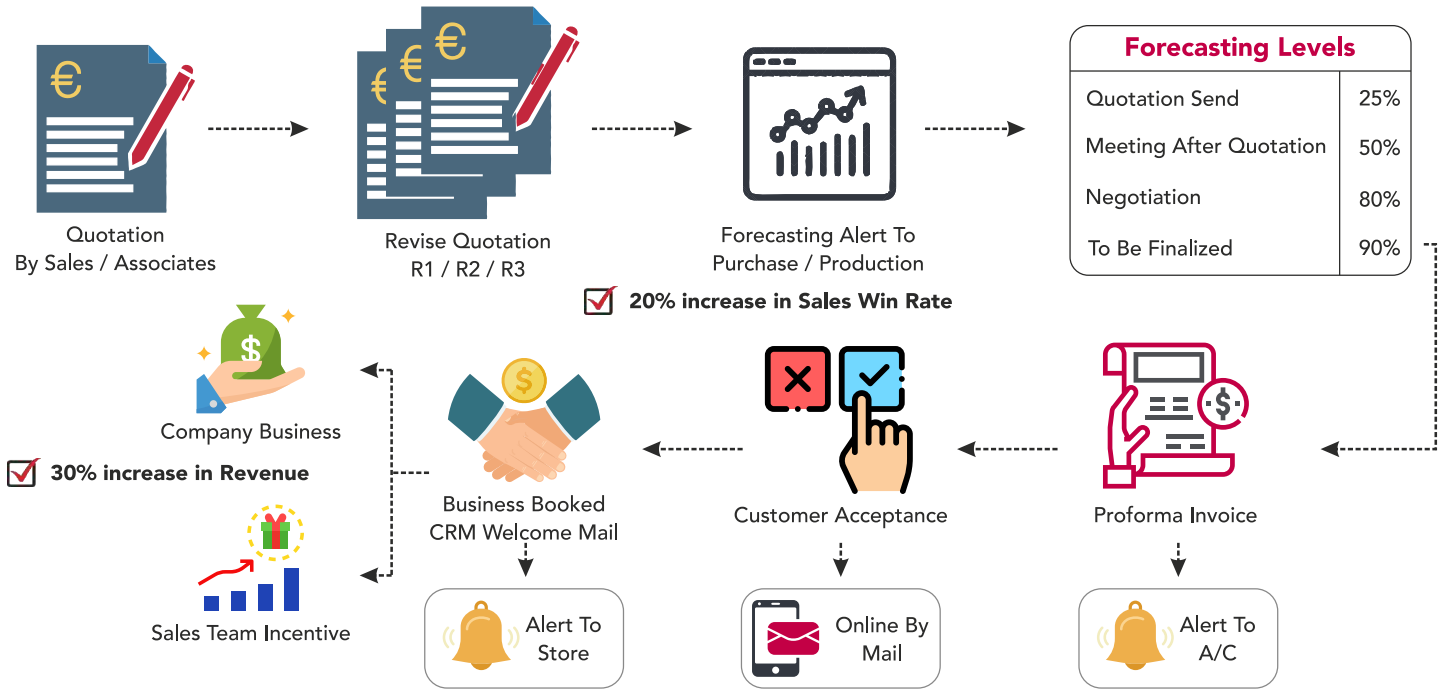 €
€
€
€
Quotation
By Sales / Associates
Revise Quotation
R1 / R2 / R3
Forecasting Alert To
Purchase / Production
Forecasting Levels
Quotation Send 25%
Meeting After Quotation 50%
Negotiation 80%
To Be Finalized 90%
20% increase in Sales Win Rate
$
Company Business
30% increase in Revenue
Sales Team Incentive
$
Business Booked
CRM Welcome Mail
Customer Acceptance
$
Proforma Invoice
Alert To
Store
Online By
Mail
Alert To
A/C